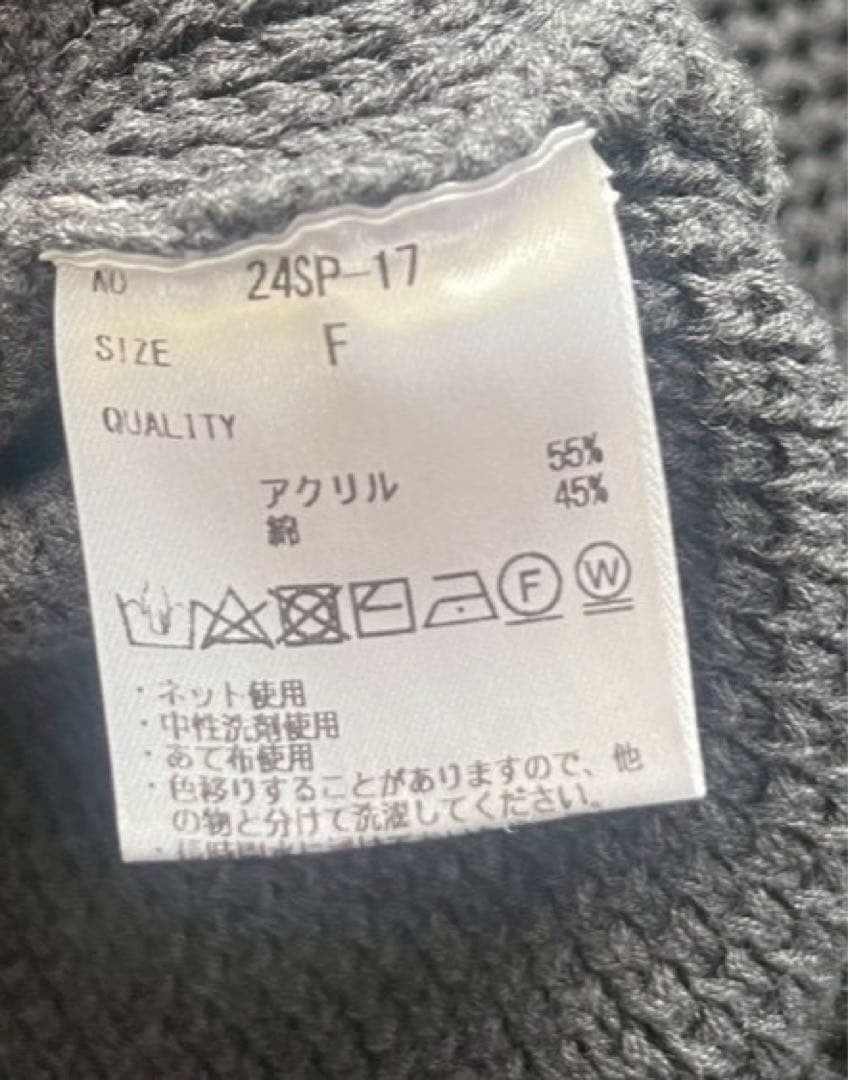 NO 24SP-17
SIZE F
QUALITY
アクリル 55%
綿 45%
F W
・ネット使用
・中性洗剤使用
・あて布使用
・色移りすることがありますので、他
の物と分けて洗濯してください。